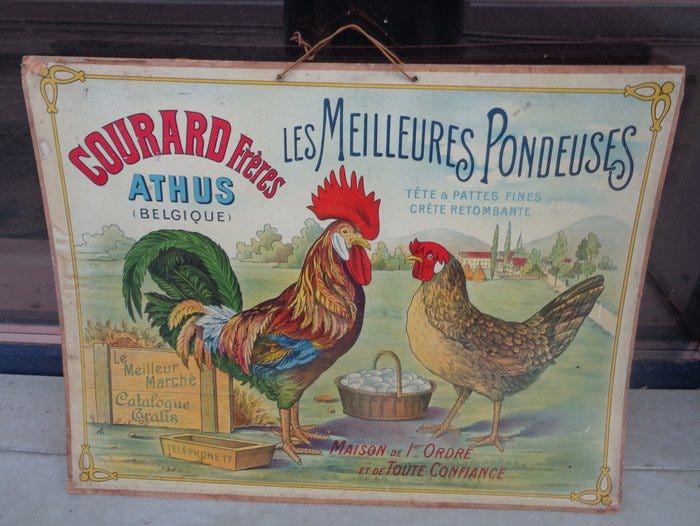 COURARD Frères
ATHUS
(BELGIQUE)
LES MEILLEURES PONDEUSES
TÊTE & PATTES FINES
CRÊTE RETOMBANTE
Le
Meilleur
Marché
Catalogue
Gratis
TÉLÉPHONE 17
MAISON DE 1ER ORDRE
ET DE TOUTE CONFIANCE